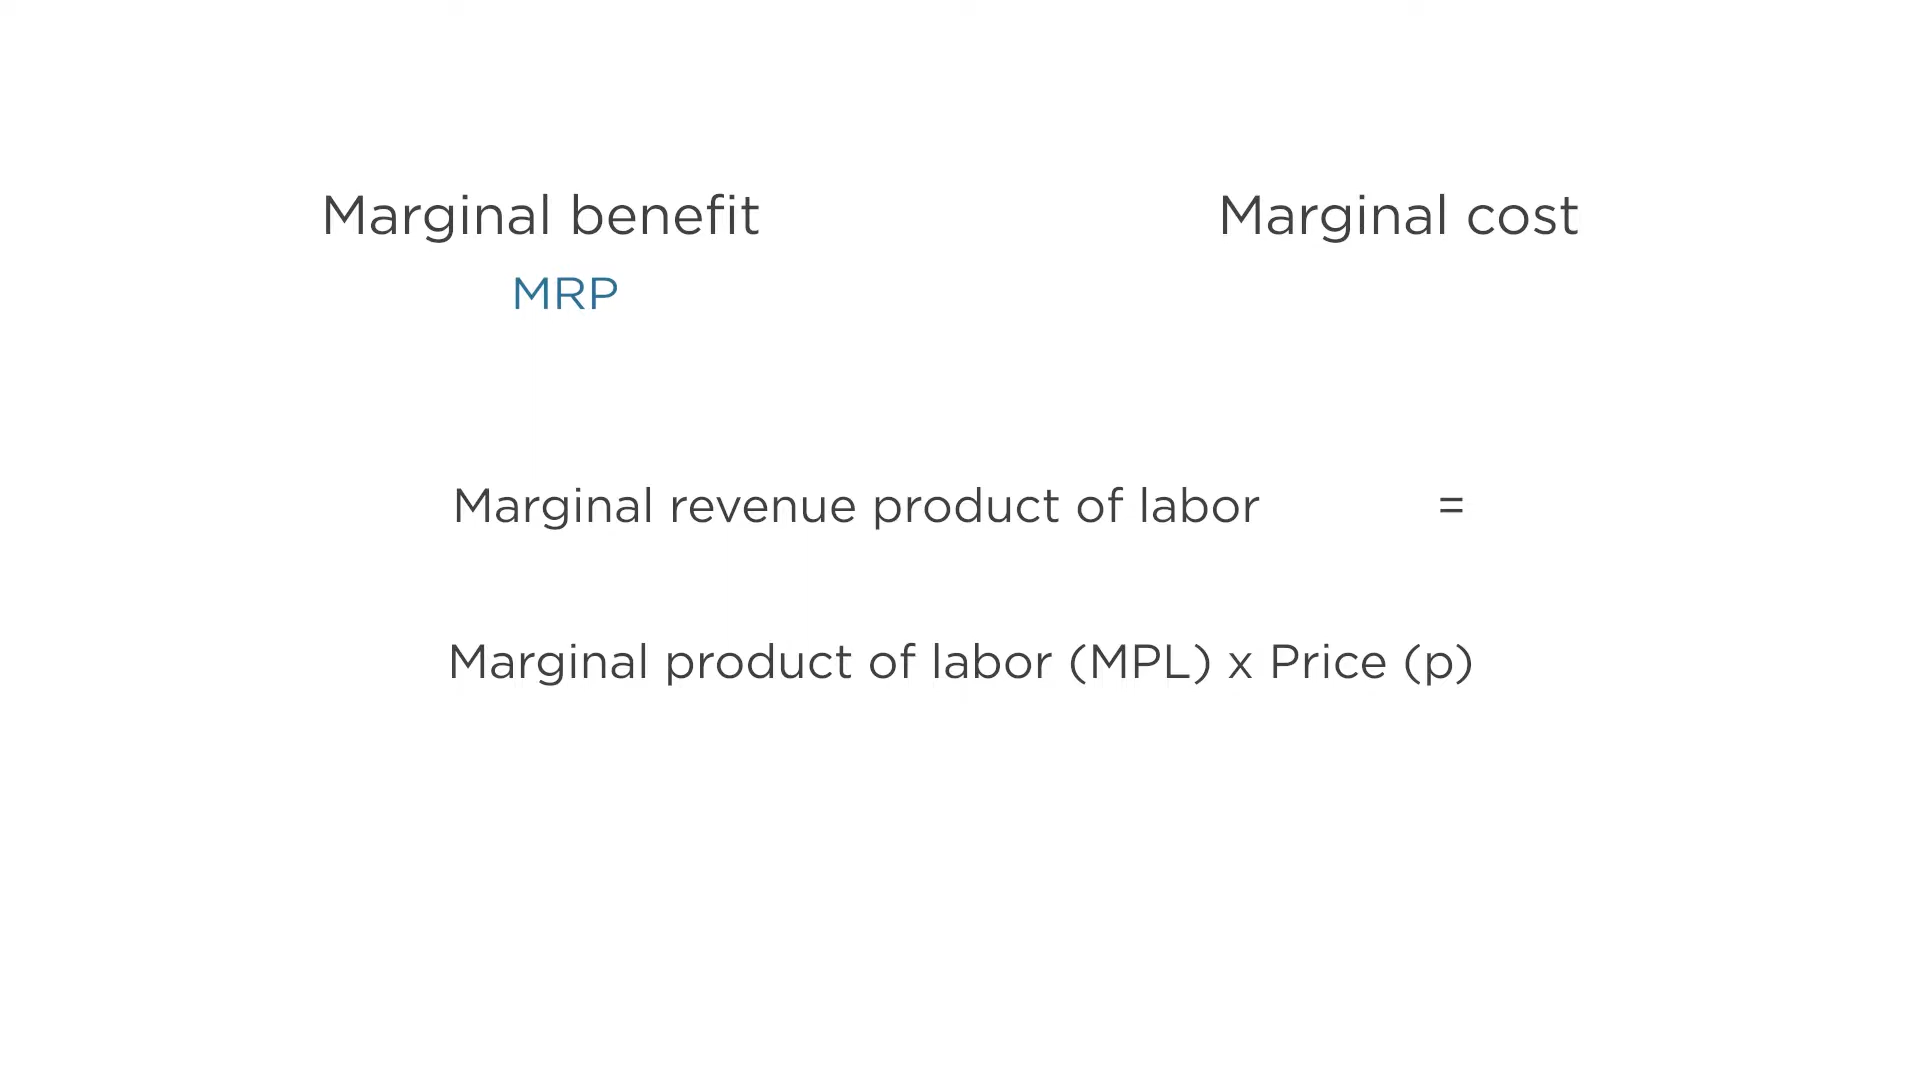 Marginal benefit
Marginal cost
MRP
Marginal revenue product of labor =
Marginal product of labor (MPL) x Price (p)